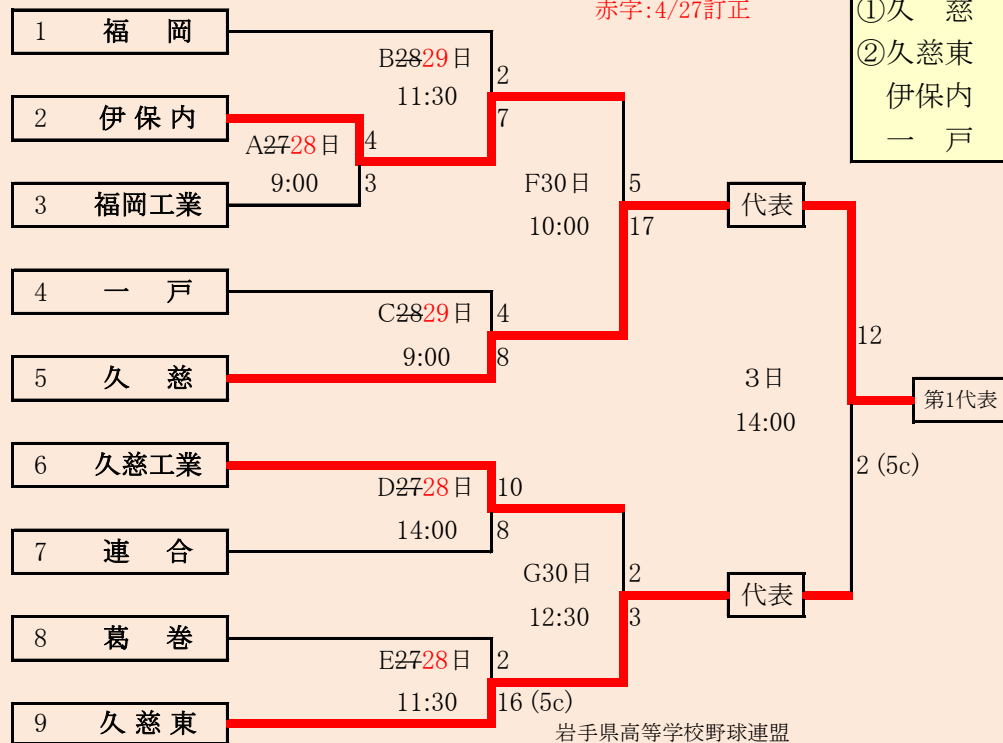 赤字：4/27訂正
①久　慈
②久慈東
伊保内
一　戸
1　福　岡
B2829日
11:30
2
7
2　伊保内
A2728日
9:00
4
3
3　福岡工業
F30日
10:00
5
17
代表
4　一　戸
C2829日
9:00
4
8
5　久　慈
3日
14:00
12
2 (5c)
第1代表
6　久慈工業
D2728日
14:00
10
8
7　連　合
G30日
12:30
2
3
代表
8　葛　巻
E2728日
11:30
2
16 (5c)
9　久慈東
岩手県高等学校野球連盟